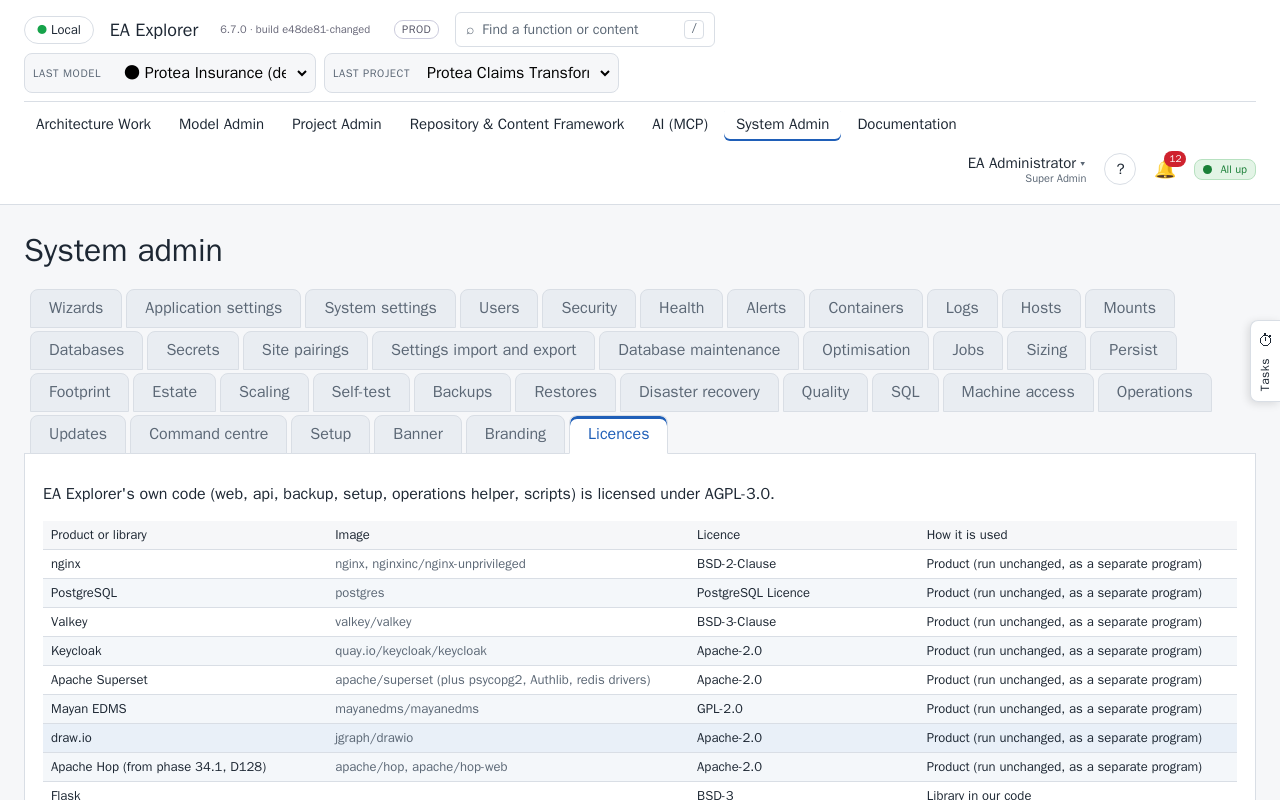 Local
EA Explorer
6.7.0 · build e48de81-changed
PROD
Find a function or content
/
LAST MODEL
Protea Insurance (de
LAST PROJECT
Protea Claims Transfor
Architecture Work
Model Admin
Project Admin
Repository & Content Framework
AI (MCP)
System Admin
Documentation
EA Administrator
Super Admin
?
12
All up
System admin
Wizards
Application settings
System settings
Users
Security
Health
Alerts
Containers
Logs
Hosts
Mounts
Databases
Secrets
Site pairings
Settings import and export
Database maintenance
Optimisation
Jobs
Sizing
Persist
Footprint
Estate
Scaling
Self-test
Backups
Restores
Disaster recovery
Quality
SQL
Machine access
Operations
Updates
Command centre
Setup
Banner
Branding
Licences
Tasks
EA Explorer's own code (web, api, backup, setup, operations helper, scripts) is licensed under AGPL-3.0.
Product or library Image Licence How it is used
nginx nginx, nginxinc/nginx-unprivileged BSD-2-Clause Product (run unchanged, as a separate program)
PostgreSQL postgres PostgreSQL Licence Product (run unchanged, as a separate program)
Valkey valkey/valkey BSD-3-Clause Product (run unchanged, as a separate program)
Keycloak quay.io/keycloak/keycloak Apache-2.0 Product (run unchanged, as a separate program)
Apache Superset apache/superset (plus psycopg2, Authlib, redis drivers) Apache-2.0 Product (run unchanged, as a separate program)
Mayan EDMS mayanedms/mayanedms GPL-2.0 Product (run unchanged, as a separate program)
draw.io jgraph/drawio Apache-2.0 Product (run unchanged, as a separate program)
Apache Hop (from phase 34.1, D128) apache/hop, apache/hop-web Apache-2.0 Product (run unchanged, as a separate program)
Flask BSD-3 Library in our code